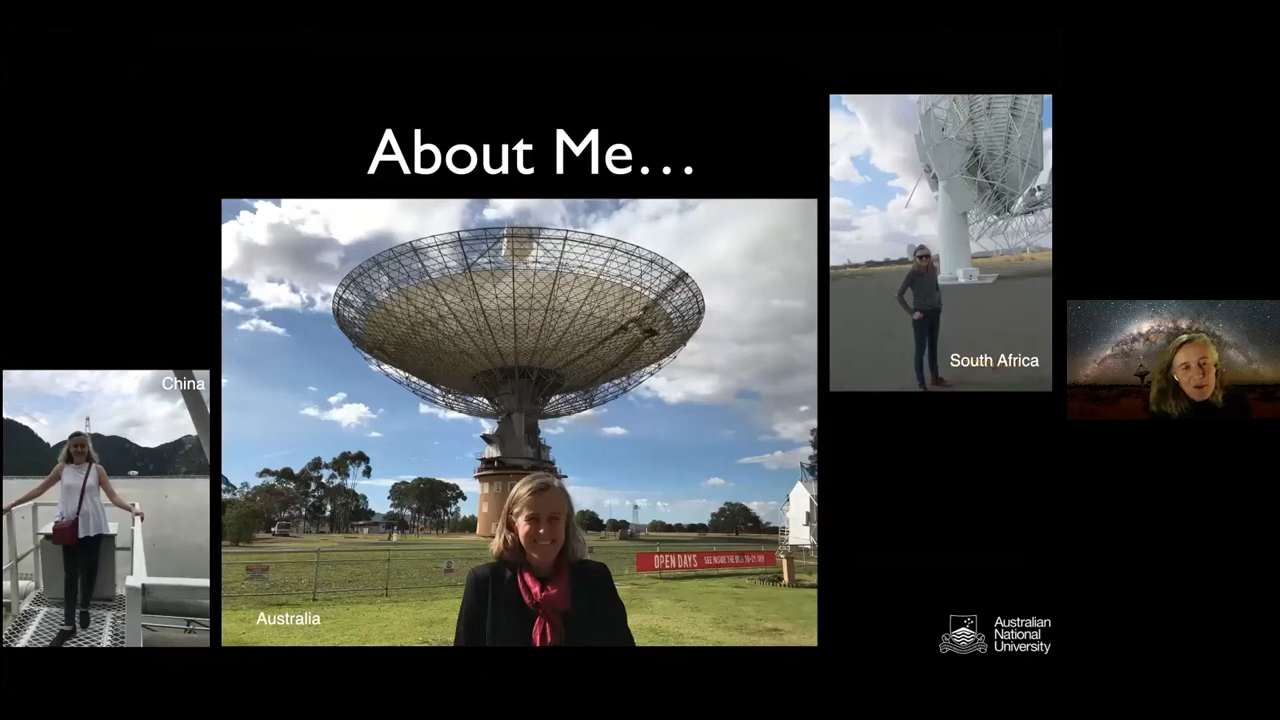 About Me…
China
Australia
OPEN DAYS
South Africa
Australian
National
University